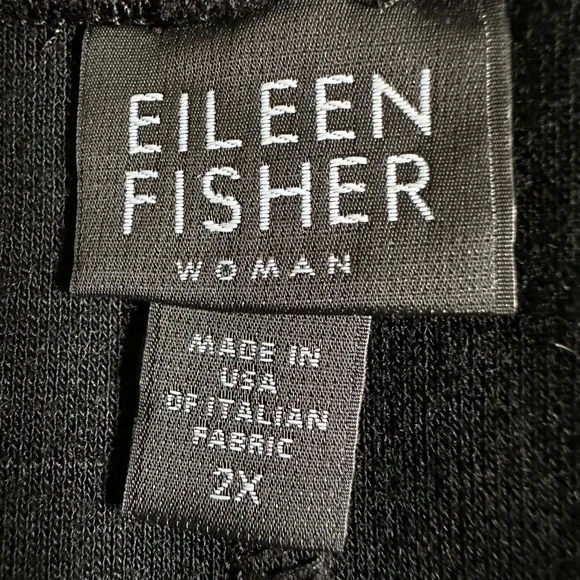 EILEEN
FISHER
WOMAN
MADE IN
USA
OF ITALIAN
FABRIC
2X